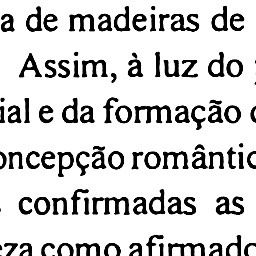 a de madeiras de
Assim, à luz do
ial e da formação
oncepção românti
confirmadas as
eza como afirmado